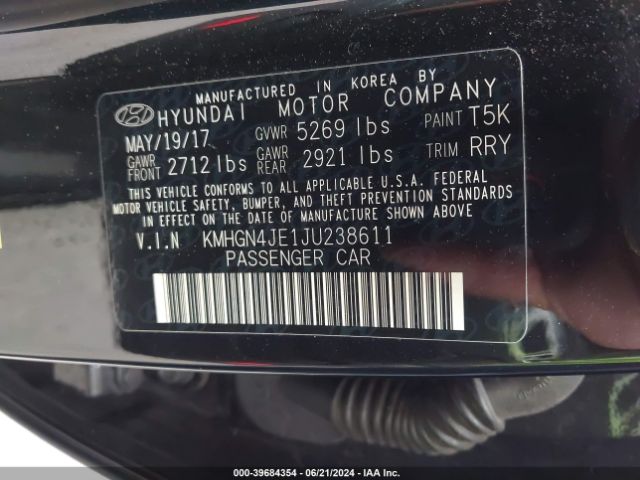 MANUFACTURED IN KOREA BY
HYUNDAI MOTOR COMPANY
MAY/19/17 GVWR 5269 lbs PAINT T5K
GAWR FRONT 2712 lbs GAWR REAR 2921 lbs TRIM RRY
THIS VEHICLE CONFORMS TO ALL APPLICABLE U.S.A. FEDERAL
MOTOR VEHICLE SAFETY, BUMPER, AND THEFT PREVENTION STANDARDS
IN EFFECT ON THE DATE OF MANUFACTURE SHOWN ABOVE
V.I.N KMHGN4JE1JU238611
PASSENGER CAR
000-39684354 / 06/21/2024 - IAA Inc.